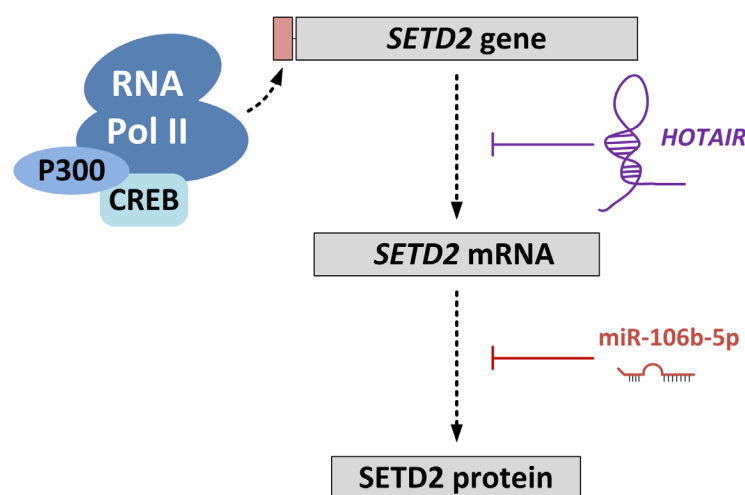 SETD2 gene
RNA
Pol II
P300
CREB
HOTAIR
SETD2 mRNA
miR-106b-5p
SETD2 protein